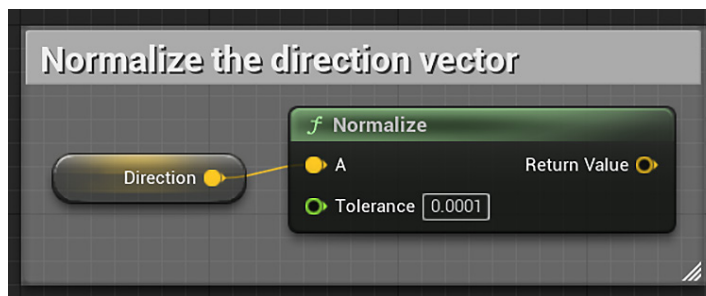 Normalize the direction vector
f Normalize
Direction
A
Return Value
Tolerance 0.0001